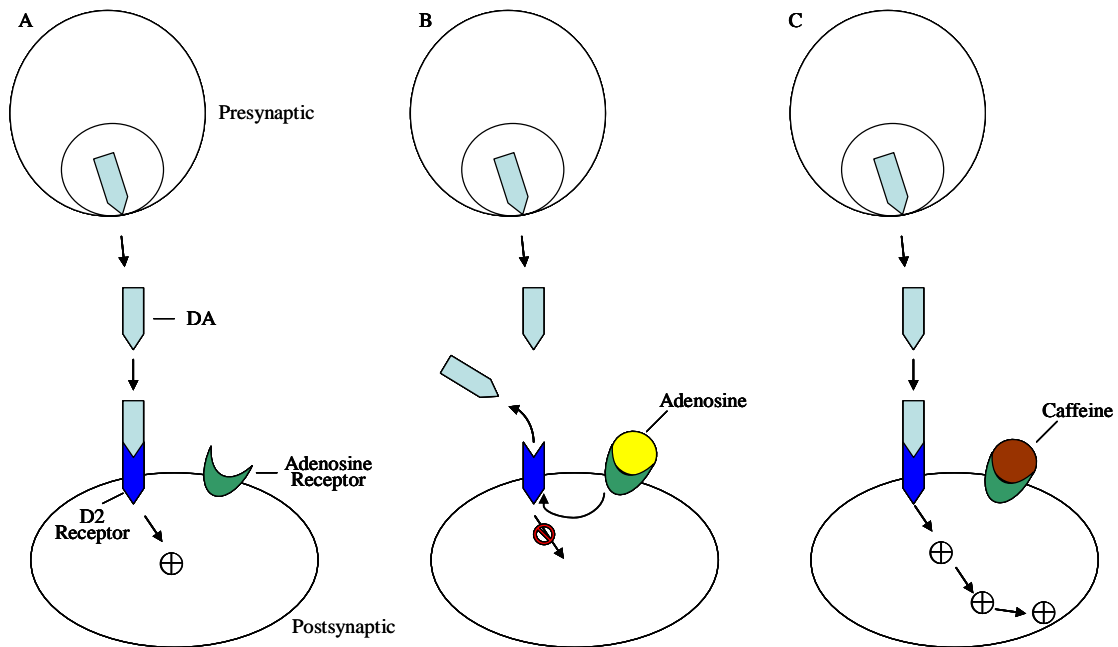 A
B
C
Presynaptic
DA
Adenosine
Caffeine
Adenosine
Receptor
D2
Receptor
Postsynaptic